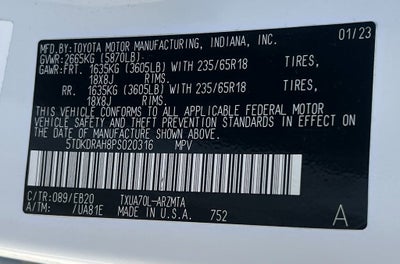 MFD.BY:TOYOTA MOTOR MANUFACTURING, INDIANA, INC. 01/23
GVWR:2665KG (5870LB)
GAWR:FRT. 1635KG (3605LB) WITH 235/65R18 TIRES,
18X8J RIMS.
RR. 1635KG (3605LB) WITH 235/65R18 TIRES,
18X8J RIMS.
THIS VEHICLE CONFORMS TO ALL APPLICABLE FEDERAL MOTOR
VEHICLE SAFETY AND THEFT PREVENTION STANDARDS IN EFFECT ON THE
DATE OF MANUFACTURE SHOWN ABOVE.
5TDKDRAH8PS020316 MPV
C/TR:089/EB20 TXUA70L-ARZMTA
A/TM: /UA81E MADE IN U.S.A. 752 A